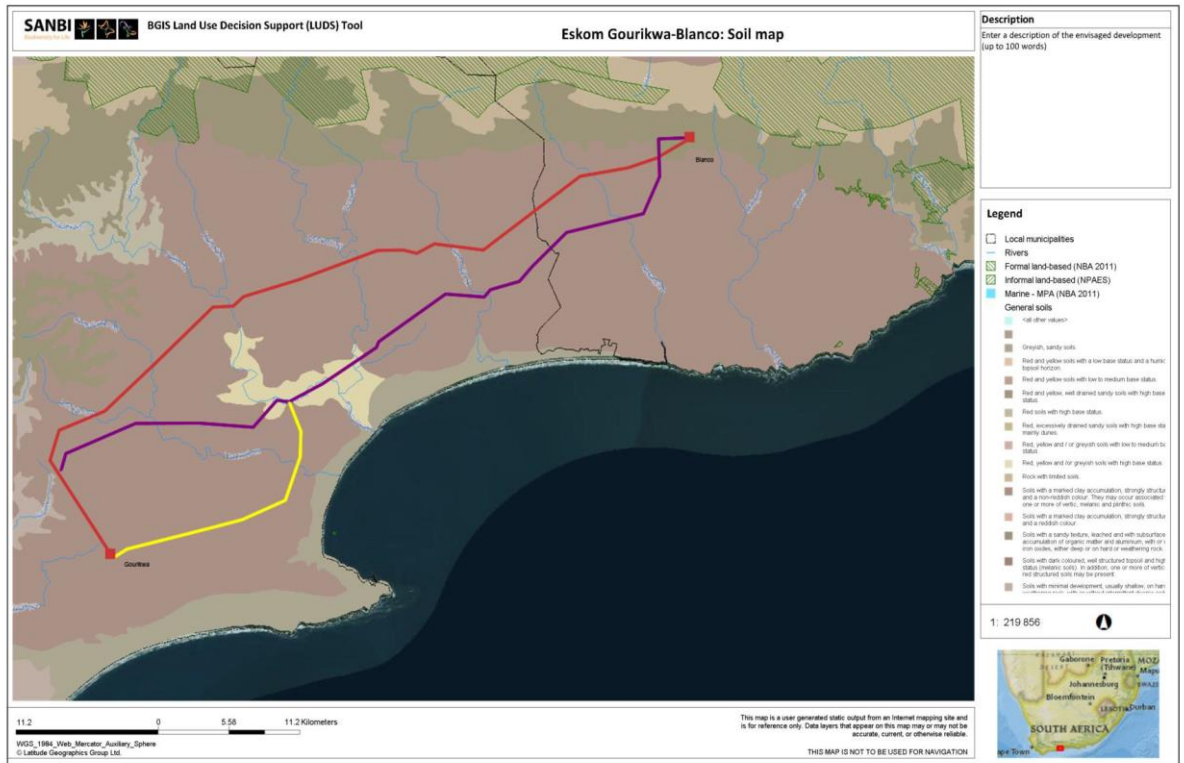 SANBI
Biodiversity for Life
BGIS Land Use Decision Support (LUDS) Tool
Eskom Gourikwa-Blanco: Soil map
Blanco
Gourikwa
11.2 0 5.58 11.2 Kilometers
WGS_1984_Web_Mercator_Auxiliary_Sphere
© Latitude Geographics Group Ltd.
This map is a user generated static output from an Internet mapping site and
is for reference only. Data layers that appear on this map may or may not be
accurate, current, or otherwise reliable.
THIS MAP IS NOT TO BE USED FOR NAVIGATION
Description
Enter a description of the envisaged development
(up to 100 words)
Legend
Local municipalities
Rivers
Formal land-based (NBA 2011)
Informal land-based (NPAES)
Marine - MPA (NBA 2011)
General soils
<all other values>
Greyish, sandy soils
Red and yellow soils with a low base status and a humic
topsoil horizon
Red and yellow soils with low to medium base status
Red and yellow, well drained sandy soils with high base
status
Red soils with high base status
Red, excessively drained sandy soils with high base sta
mainly dunes
Red, yellow and / or greyish soils with low to medium ba
status
Red, yellow and /or greyish soils with high base status
Rock with limited soils
Soils with a marked clay accumulation, strongly structu
and a non-reddish colour. They may occur associated
one or more of vertic, melanic and plinthic soils
Soils with a marked clay accumulation, strongly structu
and a reddish colour
Soils with a sandy texture, leached and with subsurface
accumulation of organic matter and aluminium, with or
iron oxides, either deep or on hard or weathering rock
Soils with dark coloured, well structured topsoil and high
status (melanic soils). In addition, one or more of vertic
red structured soils may be present
Soils with minimal development, usually shallow, on hard
1: 219 856
Gaborone
Pretoria
(Tshwane)
MOZ
Map
Johannesburg
SWAZI
Bloemfontein
LESOTHO
Durban
SOUTH AFRICA
ape Town